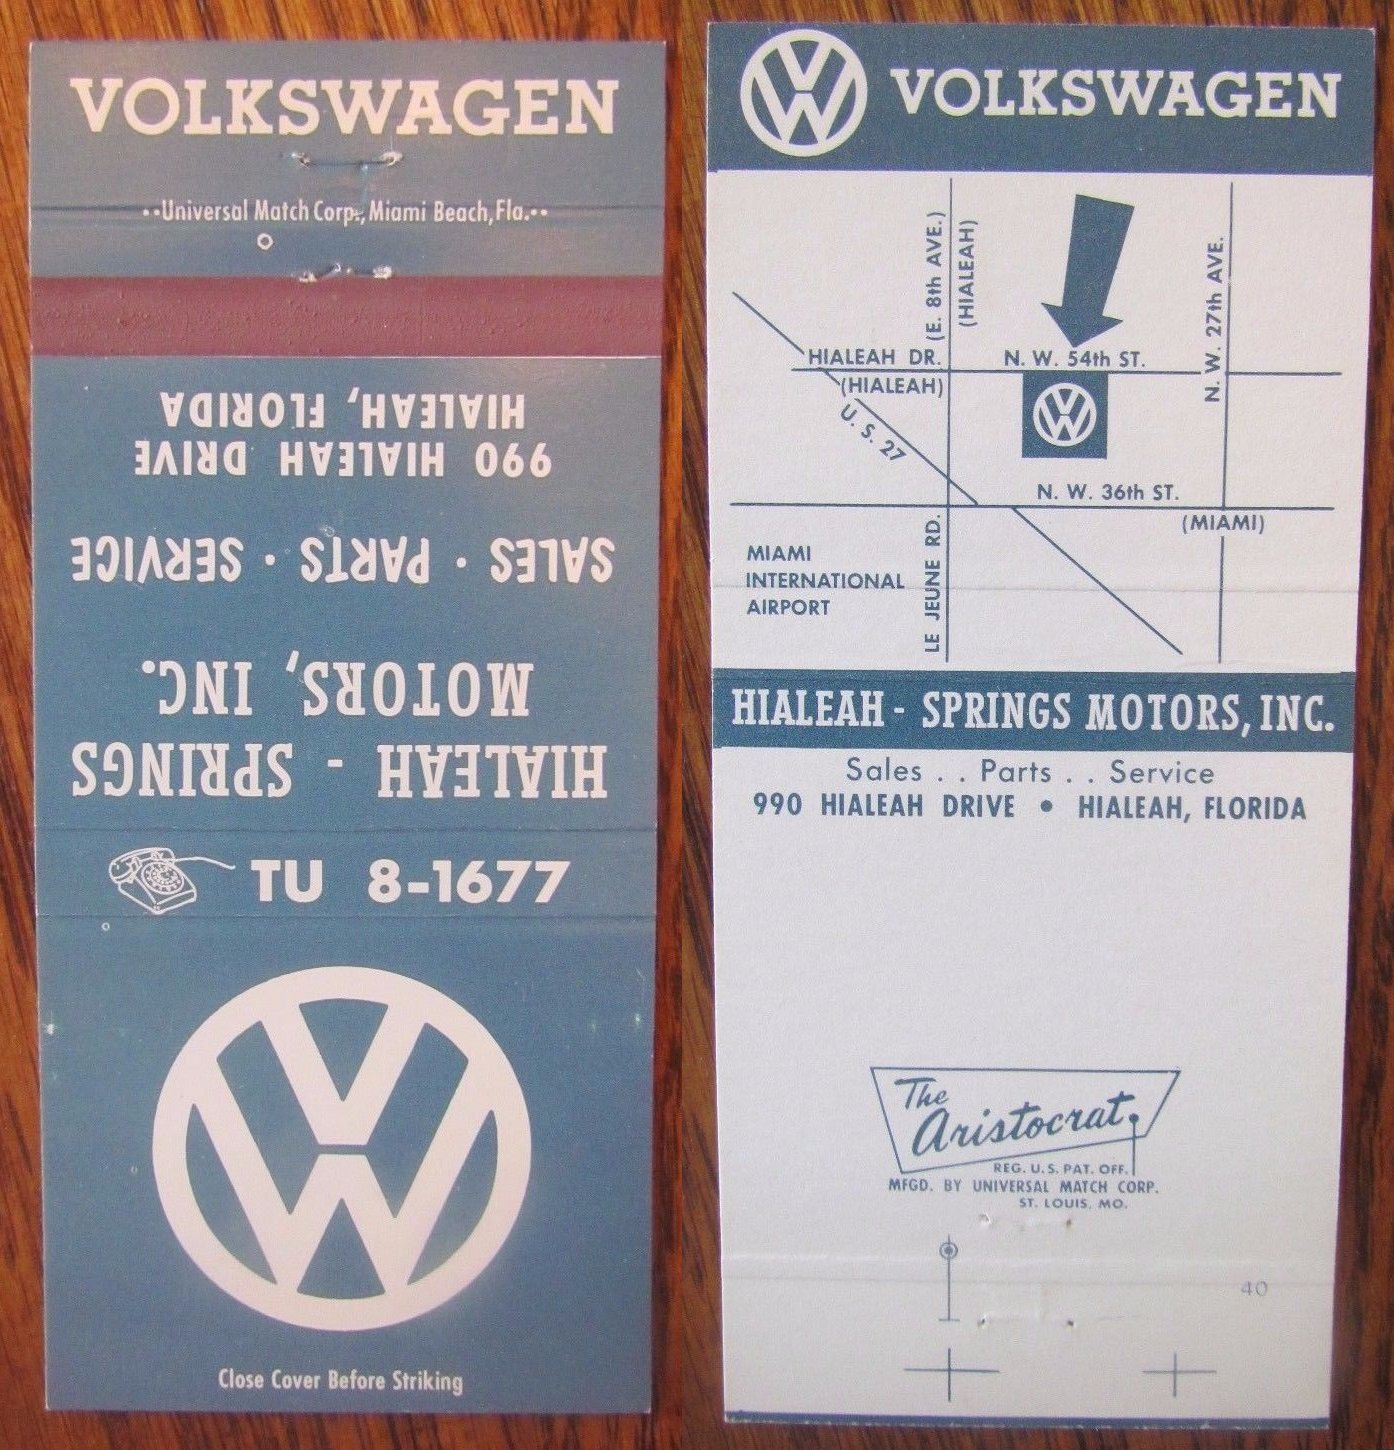 VOLKSWAGEN
••Universal Match Corp., Miami Beach, Fla.••
HIALEAH - SPRINGS
MOTORS, INC.
SALES • PARTS • SERVICE
990 HIALEAH DRIVE
HIALEAH, FLORIDA
TU 8-1677
VW
Close Cover Before Striking
VW VOLKSWAGEN
(E. 8th AVE.)
(HIALEAH)
N. W. 27th AVE.
HIALEAH DR.
(HIALEAH)
N. W. 54th ST.
VW
U. S. 27
N. W. 36th ST.
(MIAMI)
MIAMI
INTERNATIONAL
AIRPORT
LE JEUNE RD.
HIALEAH - SPRINGS MOTORS, INC.
Sales . . Parts . . Service
990 HIALEAH DRIVE • HIALEAH, FLORIDA
The
Aristocrat
REG. U.S. PAT. OFF.
MFGD. BY UNIVERSAL MATCH CORP.
ST. LOUIS, MO.
40